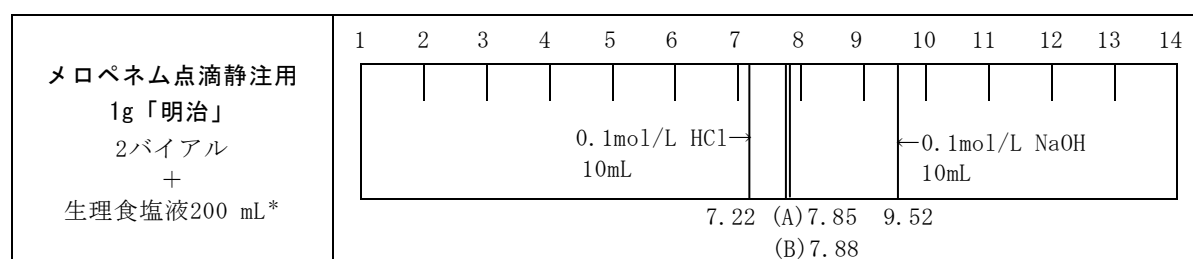 メロペネム点滴静注用
1g「明治」
2バイアル
+
生理食塩液200 mL*
1 2 3 4 5 6 7 8 9 10 11 12 13 14
0.1mol/L HCl→
10mL
←0.1mol/L NaOH
10mL
7.22 (A)7.85 9.52
(B)7.88